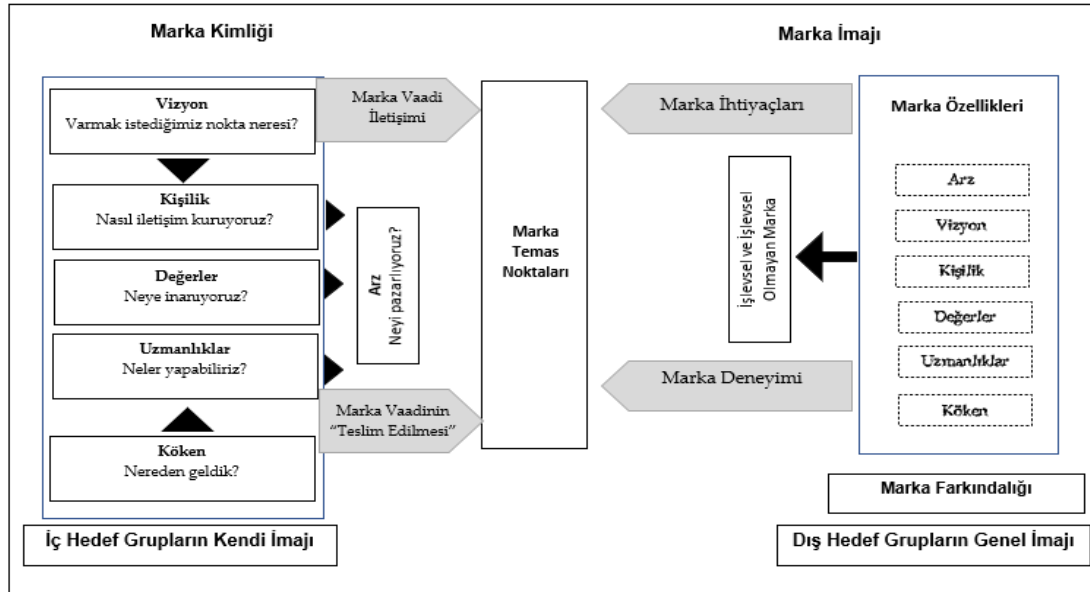 Marka Kimliği
Vizyon
Varmak istediğimiz nokta neresi?
Kişilik
Nasıl iletişim kuruyoruz?
Değerler
Neye inanıyoruz?
Uzmanlıklar
Neler yapabiliriz?
Köken
Nereden geldik?
İç Hedef Grupların Kendi İmajı
Marka Vaadi
İletişimi
Arz
Neyi pazarlıyoruz?
Marka Vaadinin
“Teslim Edilmesi”
Marka
Temas
Noktaları
Marka İmajı
Marka İhtiyaçları
İşlevsel ve İşlevsel
Olmayan Marka
Marka Deneyimi
Marka Özellikleri
Arz
Vizyon
Kişilik
Değerler
Uzmanlıklar
Köken
Marka Farkındalığı
Dış Hedef Grupların Genel İmajı